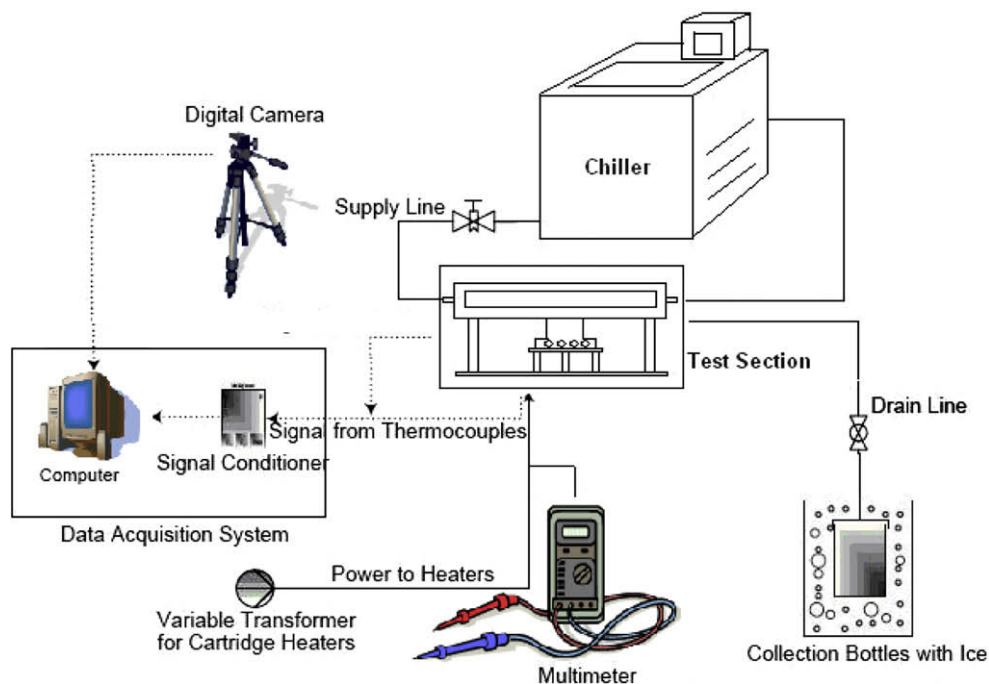 Digital Camera
Chiller
Supply Line
Test Section
Drain Line
Signal from Thermocouples
Signal Conditioner
Computer
Data Acquisition System
Power to Heaters
Variable Transformer
for Cartridge Heaters
Multimeter
Collection Bottles with Ice